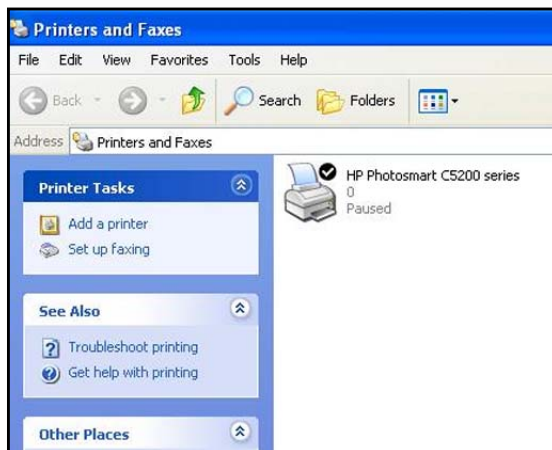 Printers and Faxes
File Edit View Favorites Tools Help
Back Search Folders
Address Printers and Faxes
Printer Tasks
Add a printer
Set up faxing
See Also
Troubleshoot printing
Get help with printing
Other Places
HP Photosmart C5200 series
0
Paused